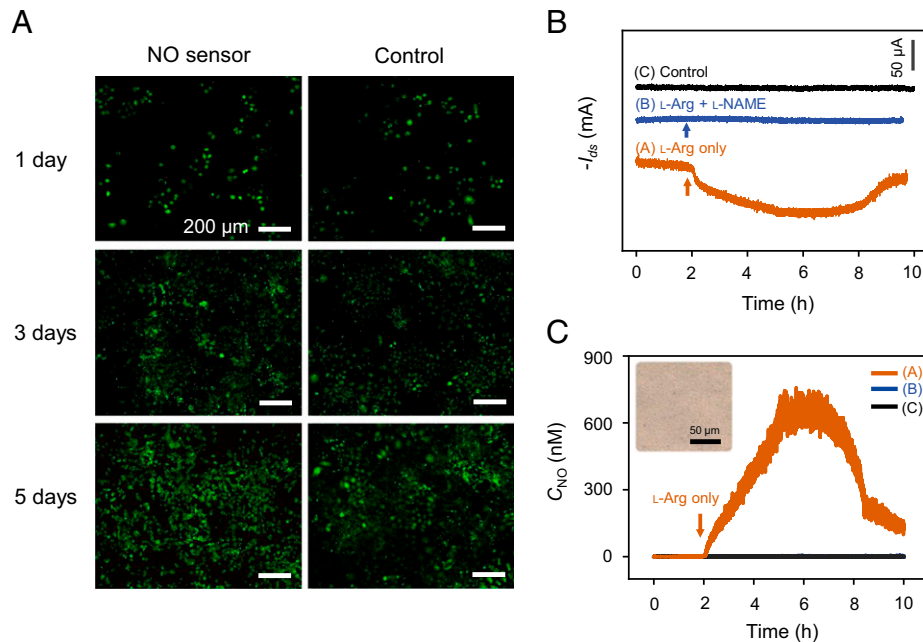 A
NO sensor
Control
1 day
200 µm
3 days
5 days
B
50 µA
(C) Control
(B) L-Arg + L-NAME
(A) L-Arg only
-Ids (mA)
0 2 4 6 8 10
Time (h)
C
900
600
300
0
CNO (nM)
50 µm
(A)
(B)
(C)
L-Arg only
0 2 4 6 8 10
Time (h)